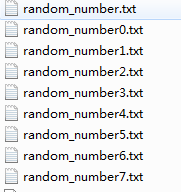 random_number.txt
random_number0.txt
random_number1.txt
random_number2.txt
random_number3.txt
random_number4.txt
random_number5.txt
random_number6.txt
random_number7.txt